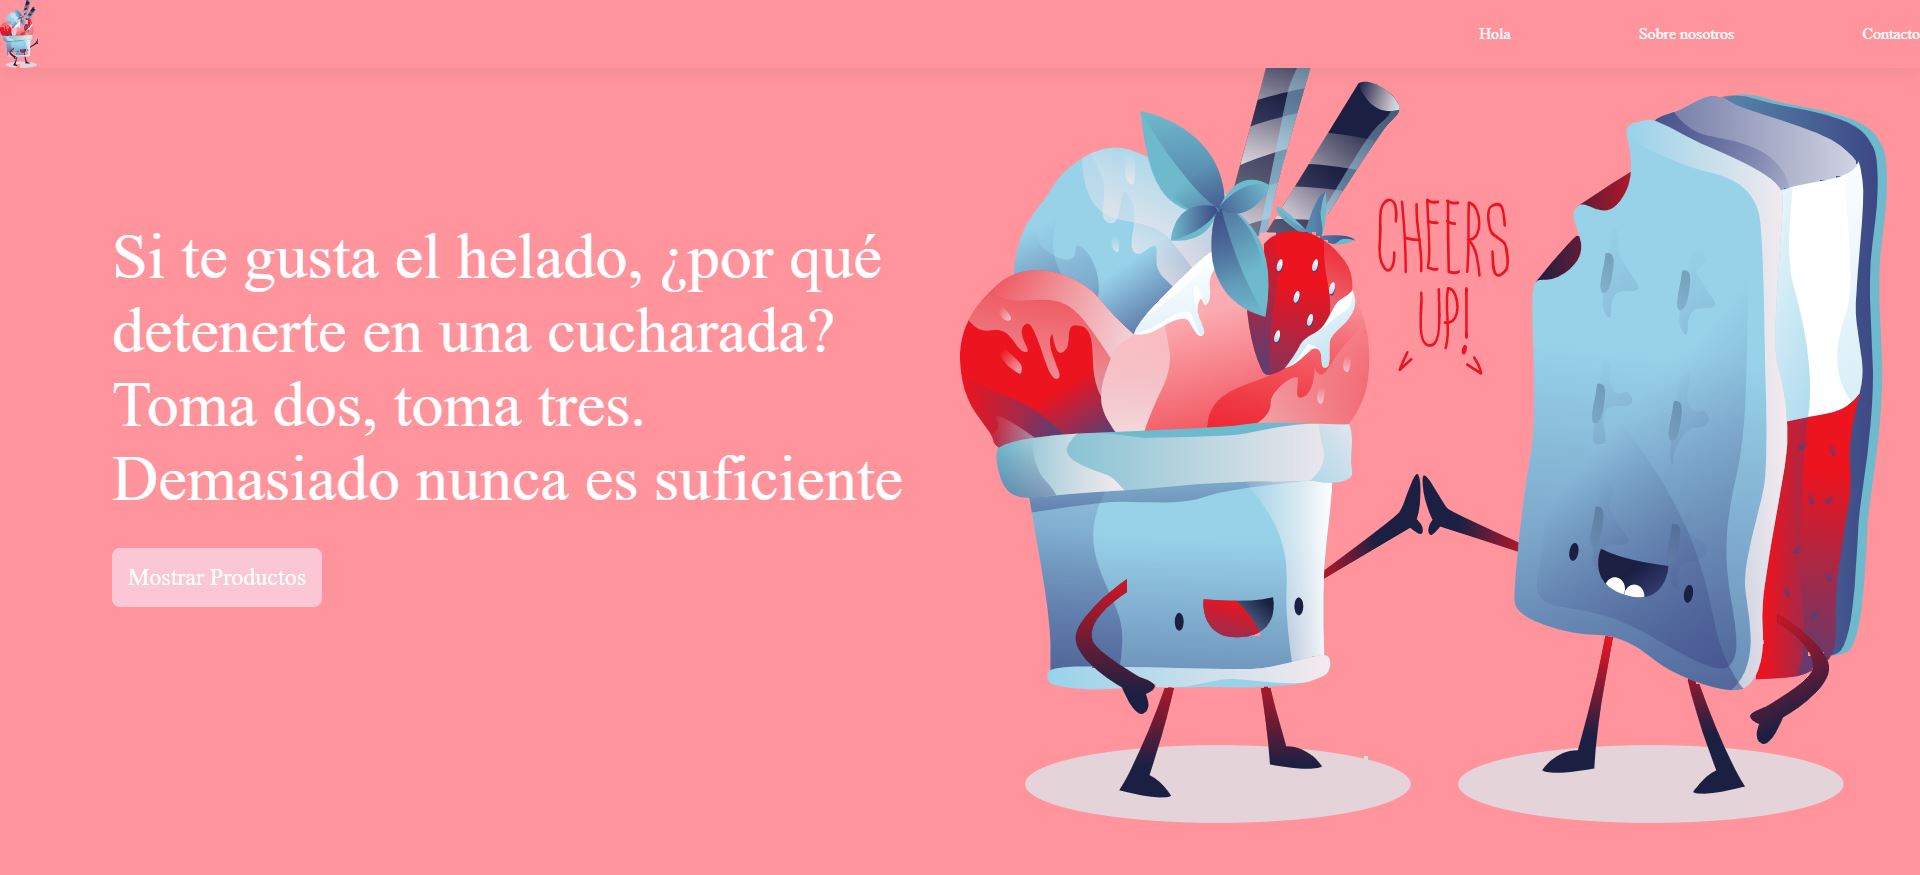 Hola
Sobre nosotros
Contacto
Si te gusta el helado, ¿por qué
detenerte en una cucharada?
Toma dos, toma tres.
Demasiado nunca es suficiente
Mostrar Productos
CHEERS
UP!